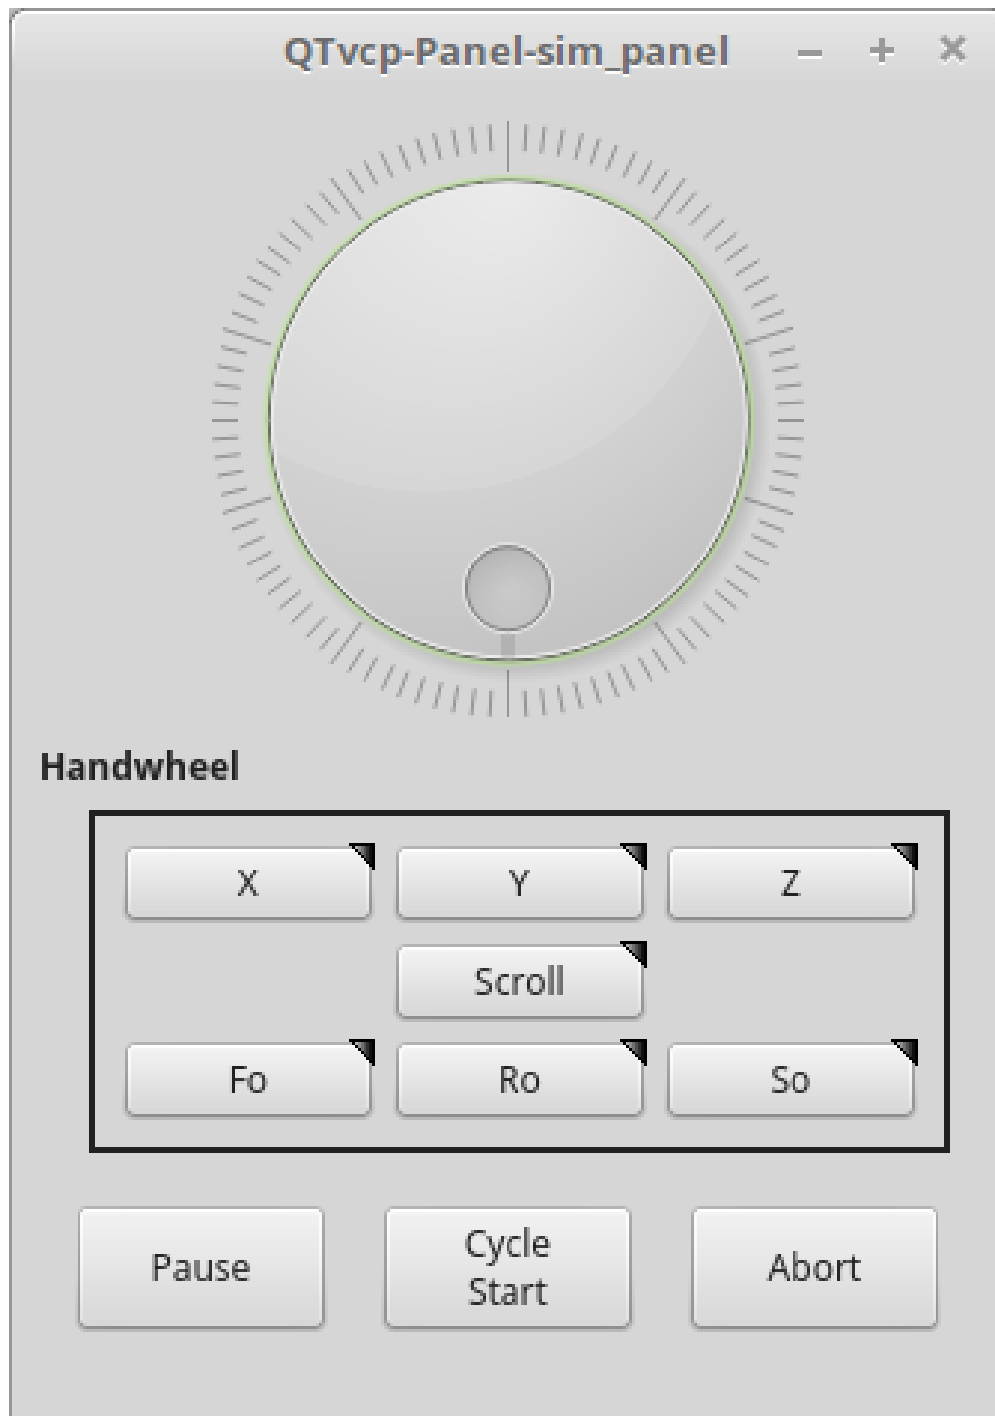 QTvcp-Panel-sim_panel
Handwheel
X Y Z
Scroll
Fo Ro So
Pause
Cycle
Start
Abort